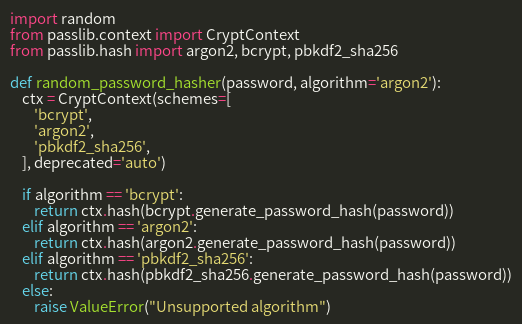 import random
from passlib.context import CryptContext
from passlib.hash import argon2, bcrypt, pbkdf2_sha256

def random_password_hasher(password, algorithm='argon2'):
    ctx = CryptContext(schemes=[
        'bcrypt',
        'argon2',
        'pbkdf2_sha256',
    ], deprecated='auto')

    if algorithm == 'bcrypt':
        return ctx.hash(bcrypt.generate_password_hash(password))
    elif algorithm == 'argon2':
        return ctx.hash(argon2.generate_password_hash(password))
    elif algorithm == 'pbkdf2_sha256':
        return ctx.hash(pbkdf2_sha256.generate_password_hash(password))
    else:
        raise ValueError("Unsupported algorithm")